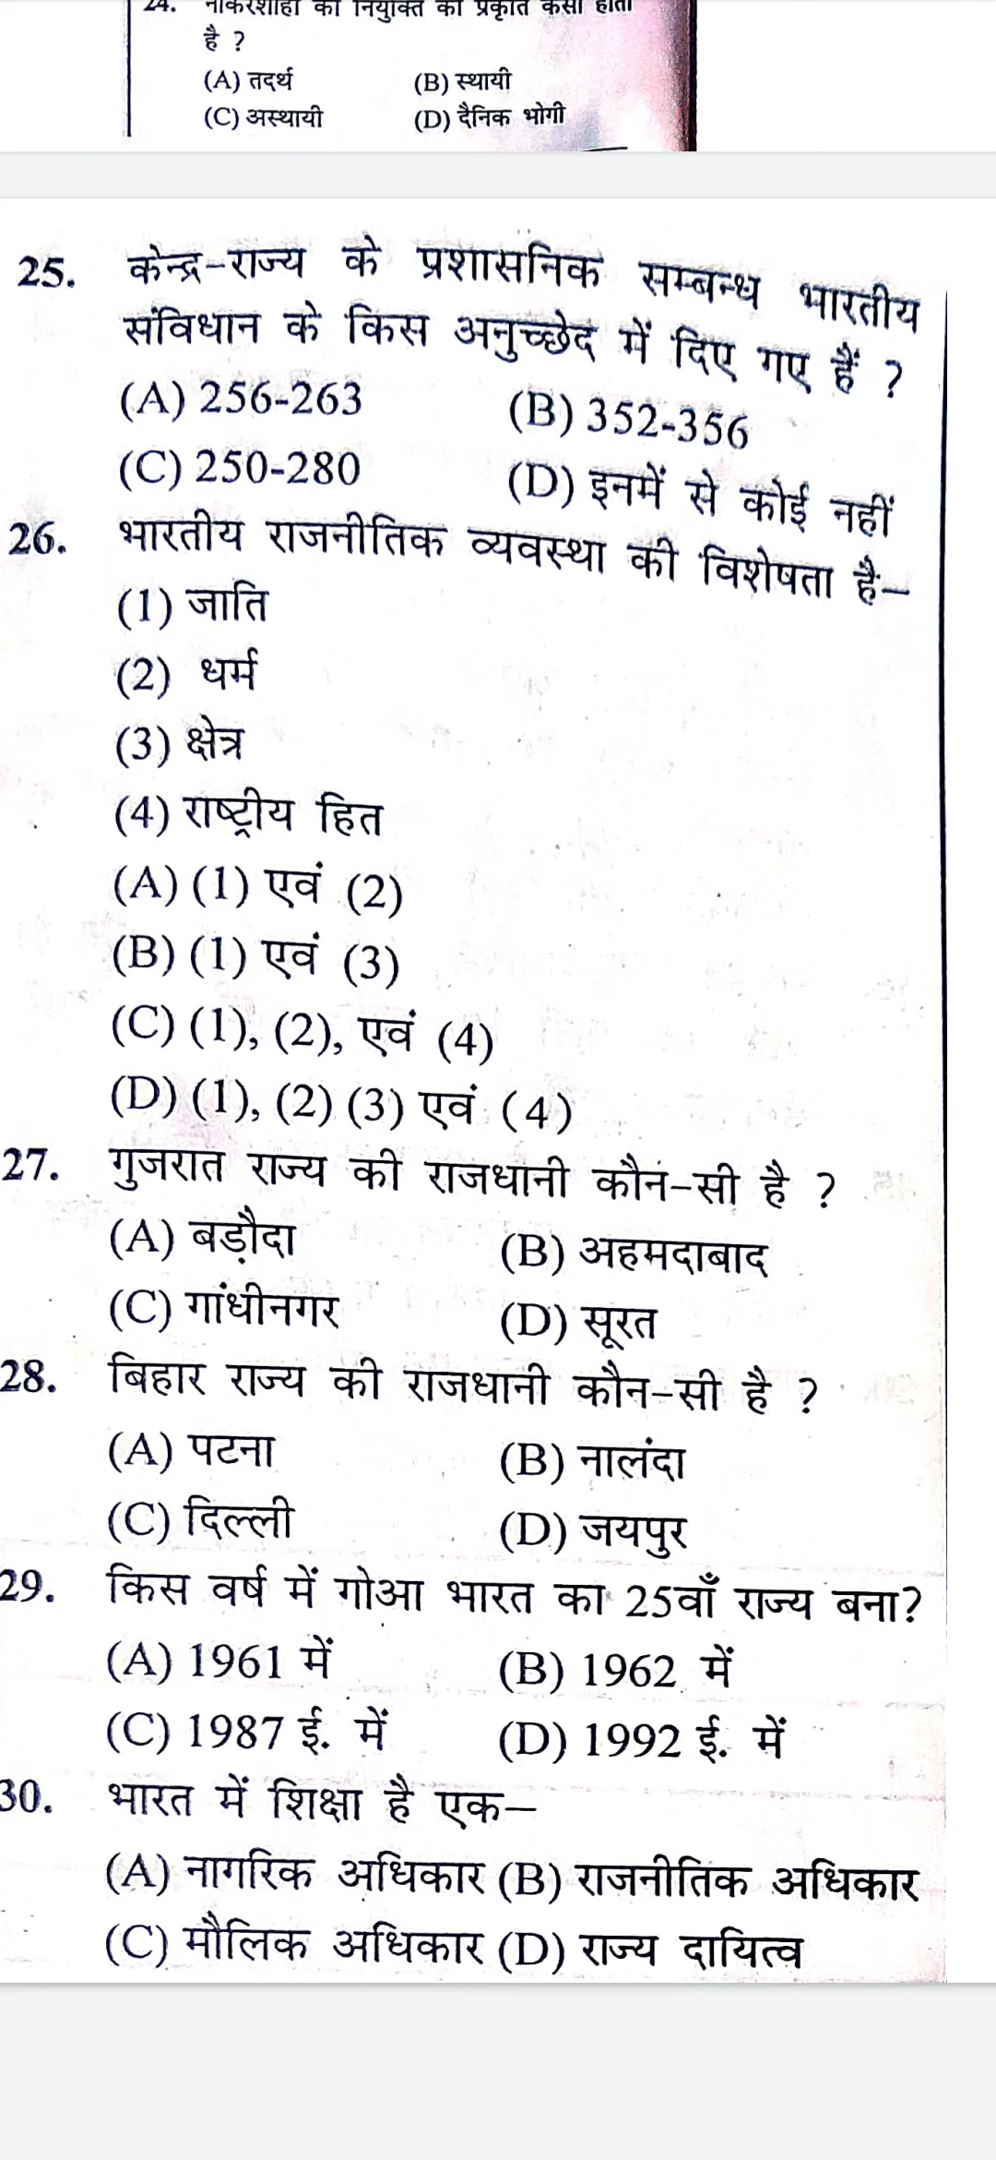 24. नौकरशाही की नियुक्ति की प्रकृति कैसी होती
है ?
(A) तदर्थ (B) स्थायी
(C) अस्थायी (D) दैनिक भोगी
25. केन्द्र-राज्य के प्रशासनिक सम्बन्ध भारतीय
संविधान के किस अनुच्छेद में दिए गए हैं ?
(A) 256-263 (B) 352-356
(C) 250-280 (D) इनमें से कोई नहीं
26. भारतीय राजनीतिक व्यवस्था की विशेषता है–
(1) जाति
(2) धर्म
(3) क्षेत्र
(4) राष्ट्रीय हित
(A) (1) एवं (2)
(B) (1) एवं (3)
(C) (1), (2), एवं (4)
(D) (1), (2) (3) एवं (4)
27. गुजरात राज्य की राजधानी कौन-सी है ?
(A) बड़ौदा (B) अहमदाबाद
(C) गांधीनगर (D) सूरत
28. बिहार राज्य की राजधानी कौन-सी है ?
(A) पटना (B) नालंदा
(C) दिल्ली (D) जयपुर
29. किस वर्ष में गोआ भारत का 25वाँ राज्य बना?
(A) 1961 में (B) 1962 में
(C) 1987 ई. में (D) 1992 ई. में
30. भारत में शिक्षा है एक–
(A) नागरिक अधिकार (B) राजनीतिक अधिकार
(C) मौलिक अधिकार (D) राज्य दायित्व